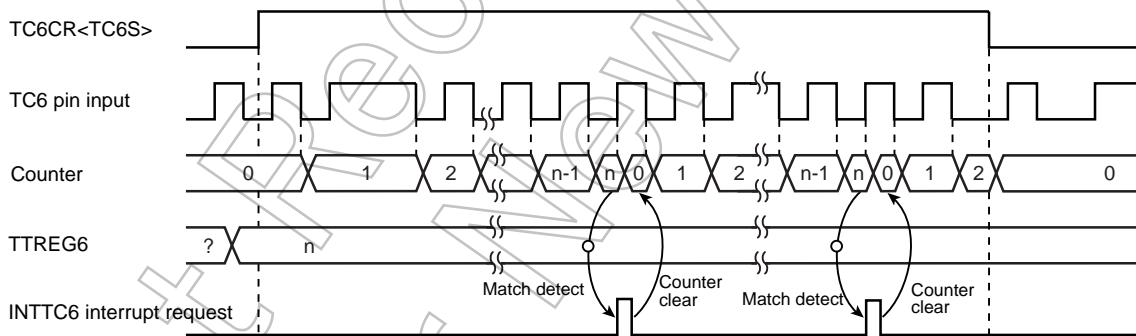 TC6CR<TC6S>
TC6 pin input
Counter
0 1 2 n-1 n 0 1 2 n-1 n 0 1 2 0
TTREG6
? n
Match detect
Counter
clear
Match detect
Counter
clear
INTTC6 interrupt request